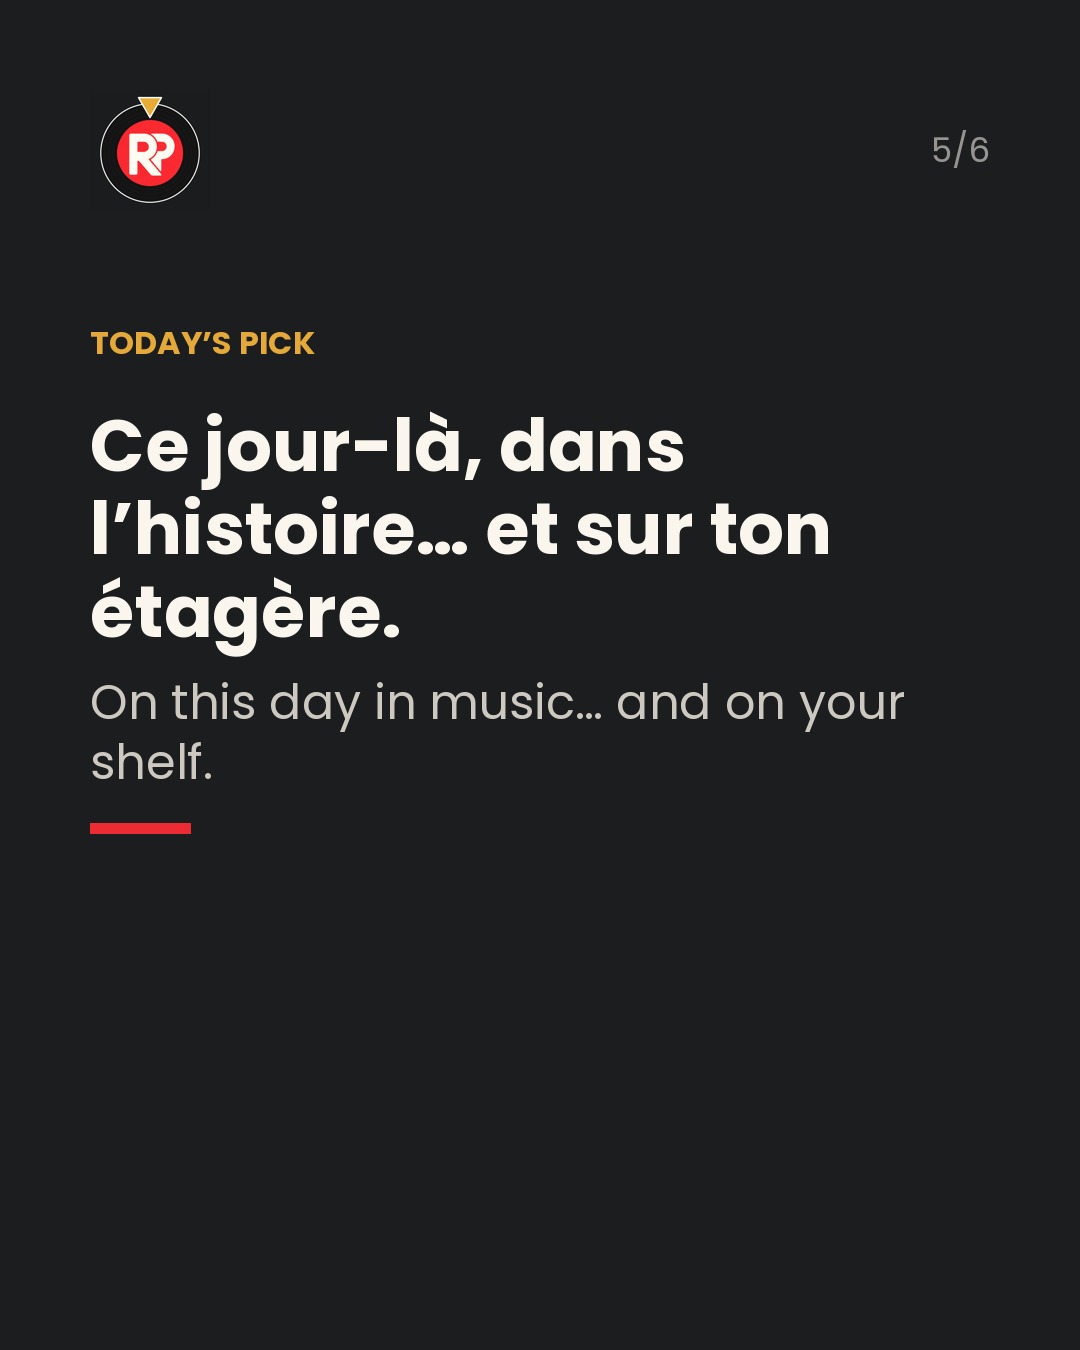 RP
5/6
TODAY’S PICK
Ce jour-là, dans
l’histoire… et sur ton
étagère.
On this day in music… and on your
shelf.